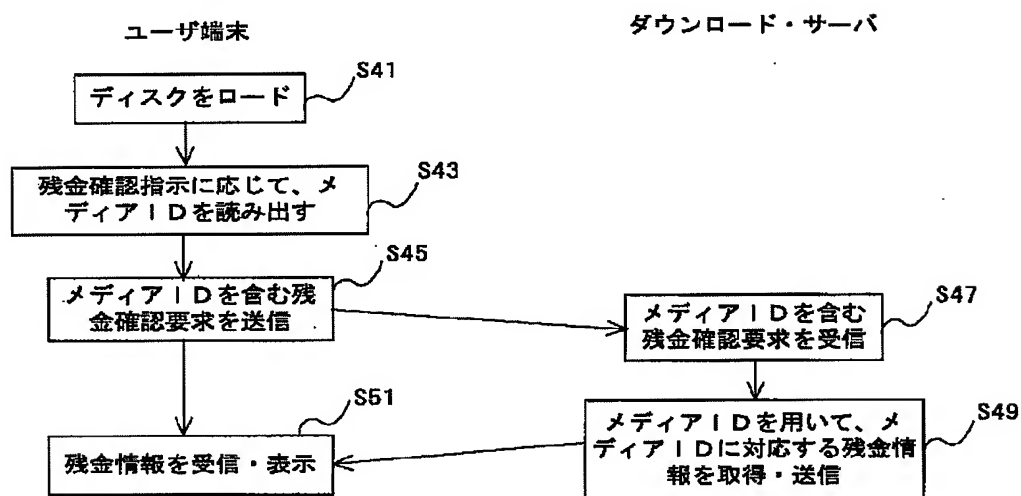 ユーザ端末
ダウンロード・サーバ
S41
ディスクをロード
S43
残金確認指示に応じて、メ
ディアIDを読み出す
S45
メディアIDを含む残
金確認要求を送信
S47
メディアIDを含む
残金確認要求を受信
S49
メディアIDを用いて、メ
ディアIDに対応する残金情
報を取得・送信
S51
残金情報を受信・表示